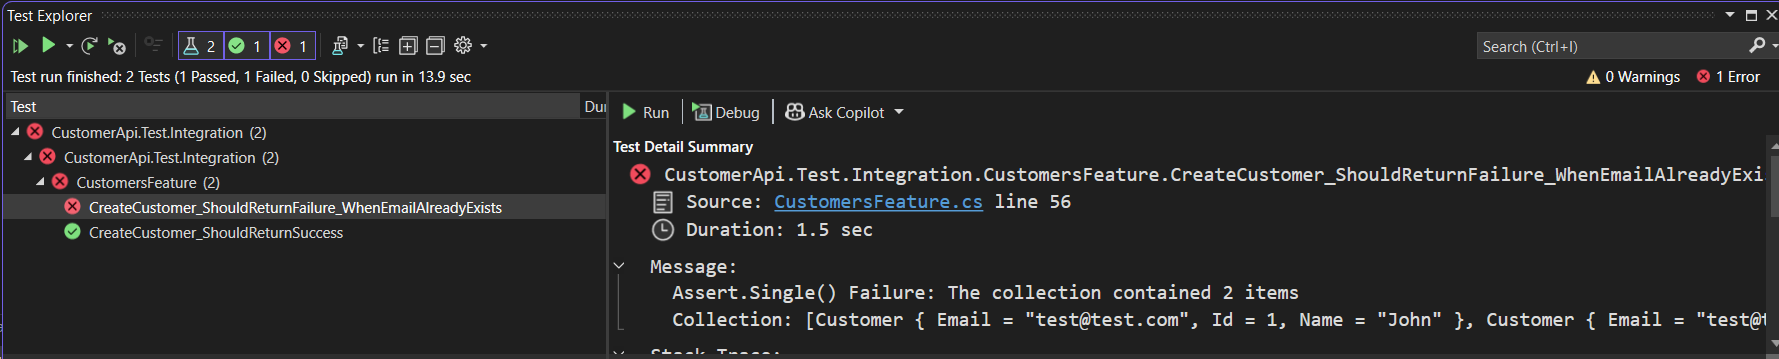 Test Explorer
2 1 1
Search (Ctrl+I)
Test run finished: 2 Tests (1 Passed, 1 Failed, 0 Skipped) run in 13.9 sec
0 Warnings 1 Error
Test
Run Debug Ask Copilot
CustomerApi.Test.Integration (2)
CustomerApi.Test.Integration (2)
CustomersFeature (2)
CreateCustomer_ShouldReturnFailure_WhenEmailAlreadyExists
CreateCustomer_ShouldReturnSuccess
Test Detail Summary
CustomerApi.Test.Integration.CustomersFeature.CreateCustomer_ShouldReturnFailure_WhenEmailAlreadyExi
Source: CustomersFeature.cs line 56
Duration: 1.5 sec
Message:
Assert.Single() Failure: The collection contained 2 items
Collection: [Customer { Email = "test@test.com", Id = 1, Name = "John" }, Customer { Email = "test@t
Stack Trace: